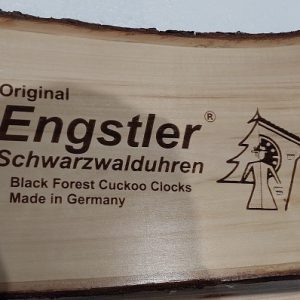 Original
Engstler®
Schwarzwalduhren
Black Forest Cuckoo Clocks
Made in Germany